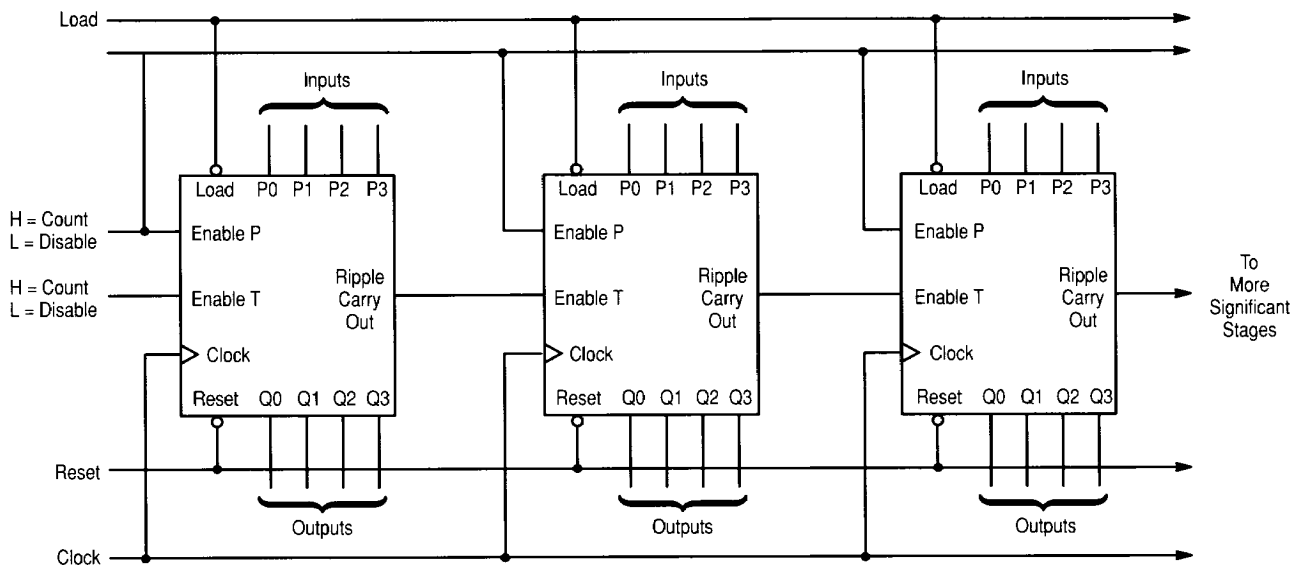 Load
Inputs
Inputs
Inputs
Load P0 P1 P2 P3
Load P0 P1 P2 P3
Load P0 P1 P2 P3
H = Count
L = Disable
Enable P
Enable P
Enable P
H = Count
L = Disable
Enable T
Ripple
Carry
Out
Enable T
Ripple
Carry
Out
Enable T
Ripple
Carry
Out
To
More
Significant
Stages
Clock
Clock
Clock
Reset Q0 Q1 Q2 Q3
Reset Q0 Q1 Q2 Q3
Reset Q0 Q1 Q2 Q3
Reset
Outputs
Outputs
Outputs
Clock